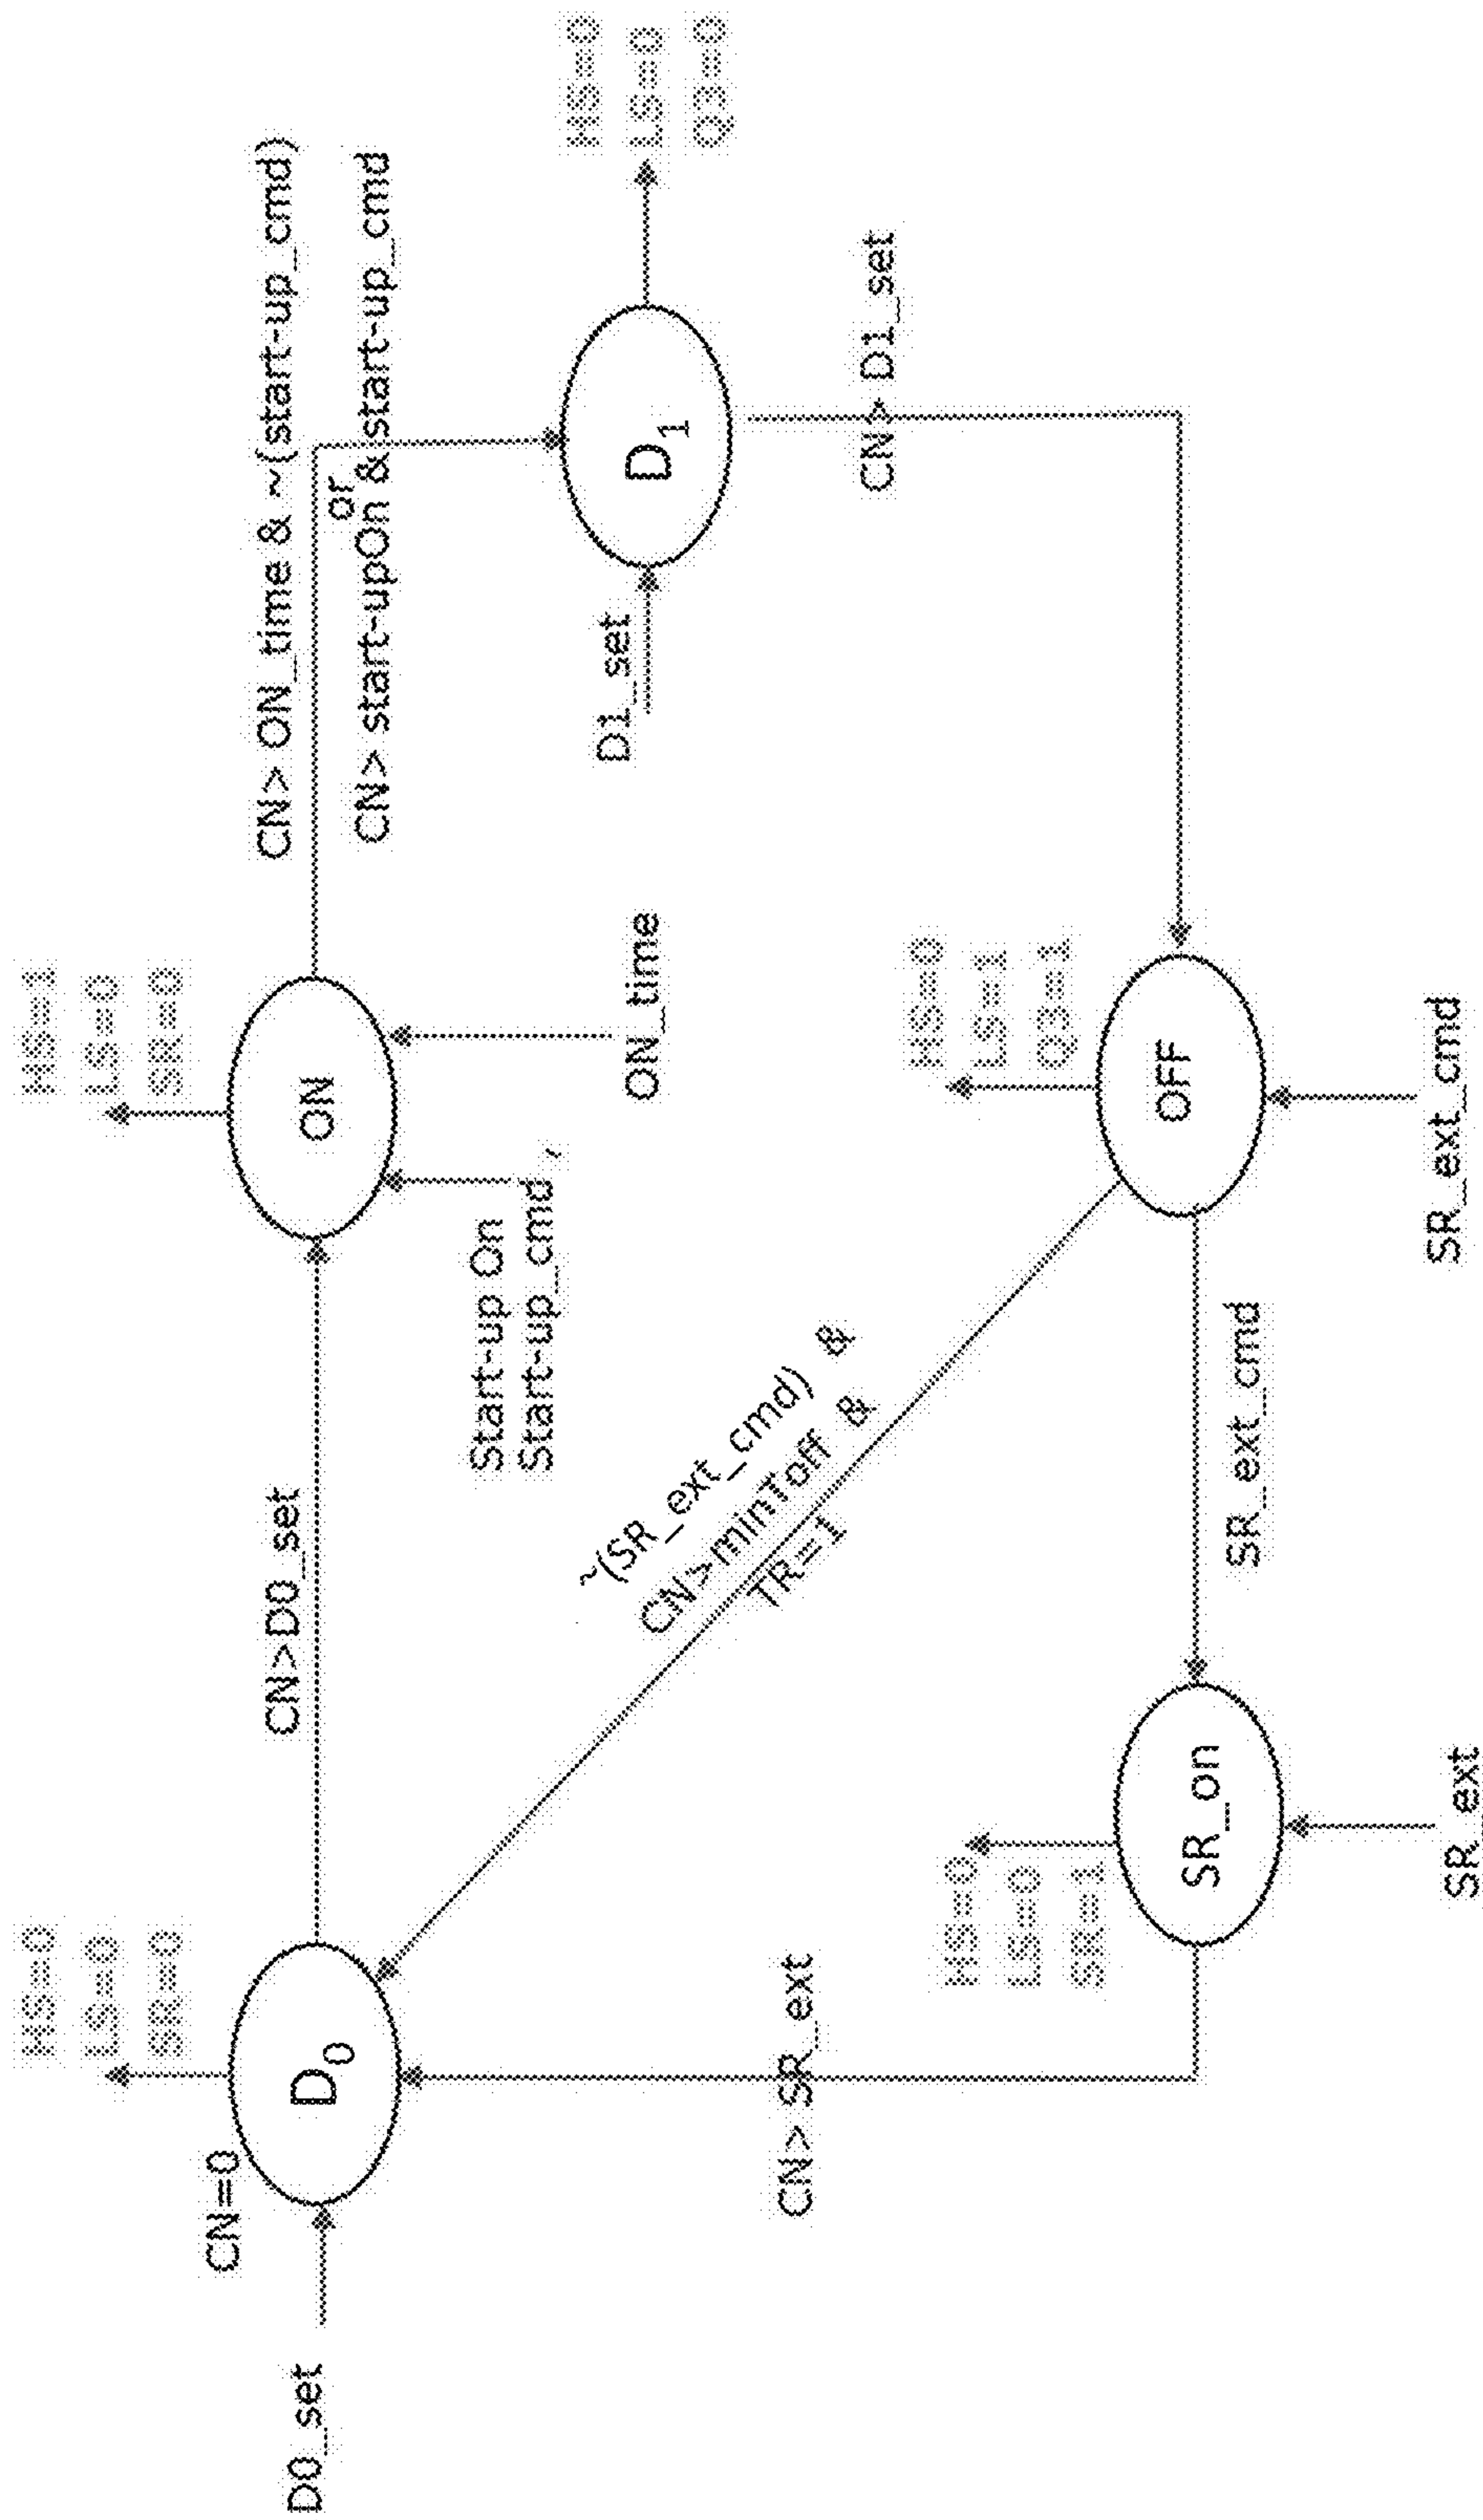 HS=0
LS=0
SR=0
CN=0
D0_set
D0
CN>D0_set
HS=1
LS=0
SR=0
ON
Start-up On
Start-up_cmd,
ON_time
CN> ON_time & ~(start-up_cmd)
or
CN> start-upOn & start-up_cmd
D1_set
D1
HS=0
LS=0
Q3=0
CN> D1_set
~(SR_ext_cmd) &
CN>minToff &
TR=1
HS=0
LS=1
Q3=1
OFF
SR_ext_cmd
SR_ext_cmd
HS=0
LS=0
SR=1
SR_on
SR_ext
CN> SR_ext